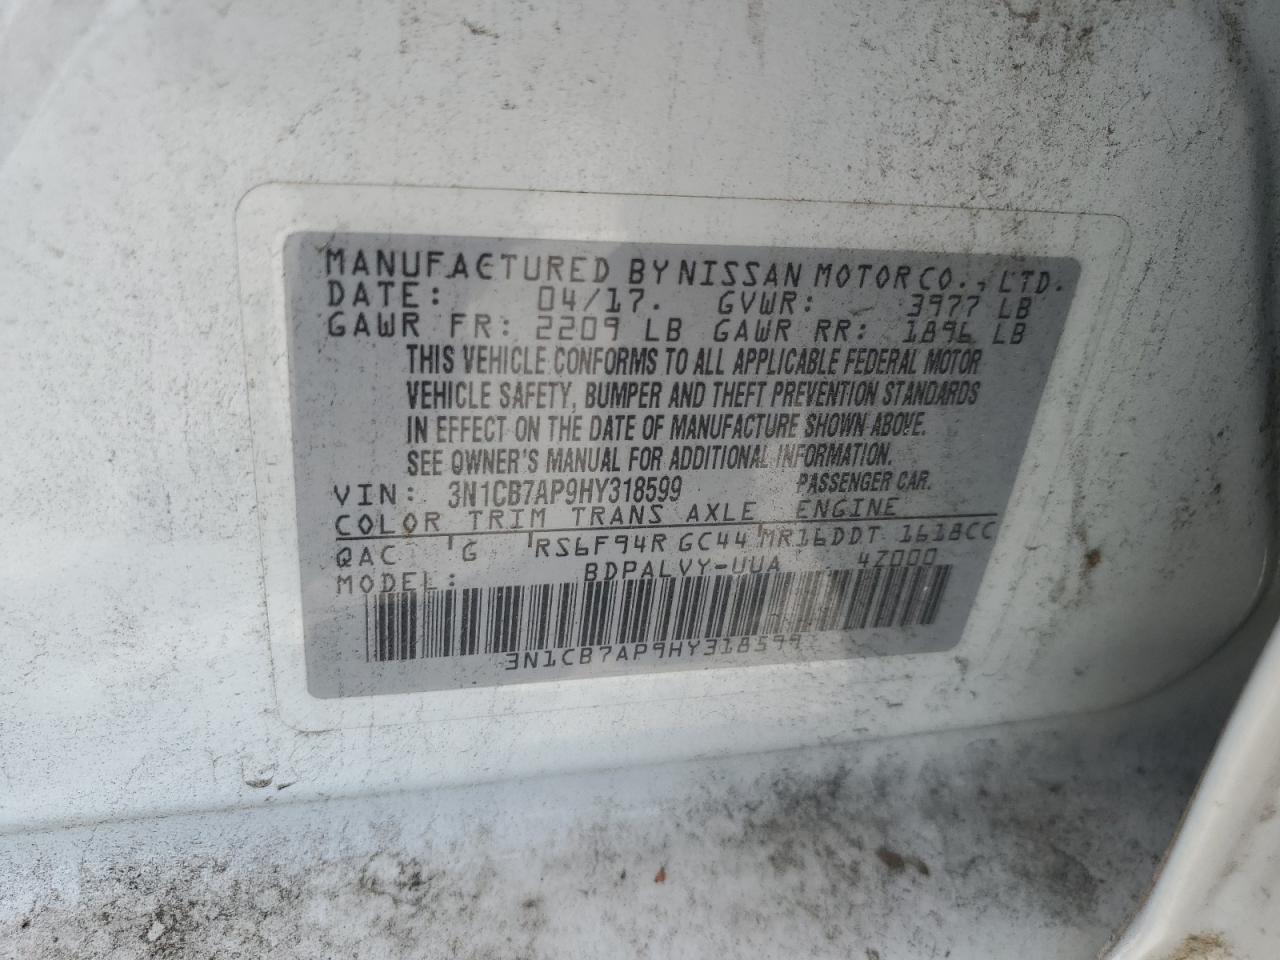 MANUFACTURED BY NISSAN MOTOR CO., LTD.
DATE: 04/17. GVWR: 3977 LB
GAWR FR: 2209 LB GAWR RR: 1896 LB
THIS VEHICLE CONFORMS TO ALL APPLICABLE FEDERAL MOTOR
VEHICLE SAFETY, BUMPER AND THEFT PREVENTION STANDARDS
IN EFFECT ON THE DATE OF MANUFACTURE SHOWN ABOVE.
SEE OWNER'S MANUAL FOR ADDITIONAL INFORMATION.
VIN: 3N1CB7AP9HY318599 PASSENGER CAR.
COLOR TRIM TRANS AXLE ENGINE
QAC G RS6F94R GC44 MR16DDT 1618CC
MODEL: BDPALVY-UUA 4Z000
3N1CB7AP9HY318599